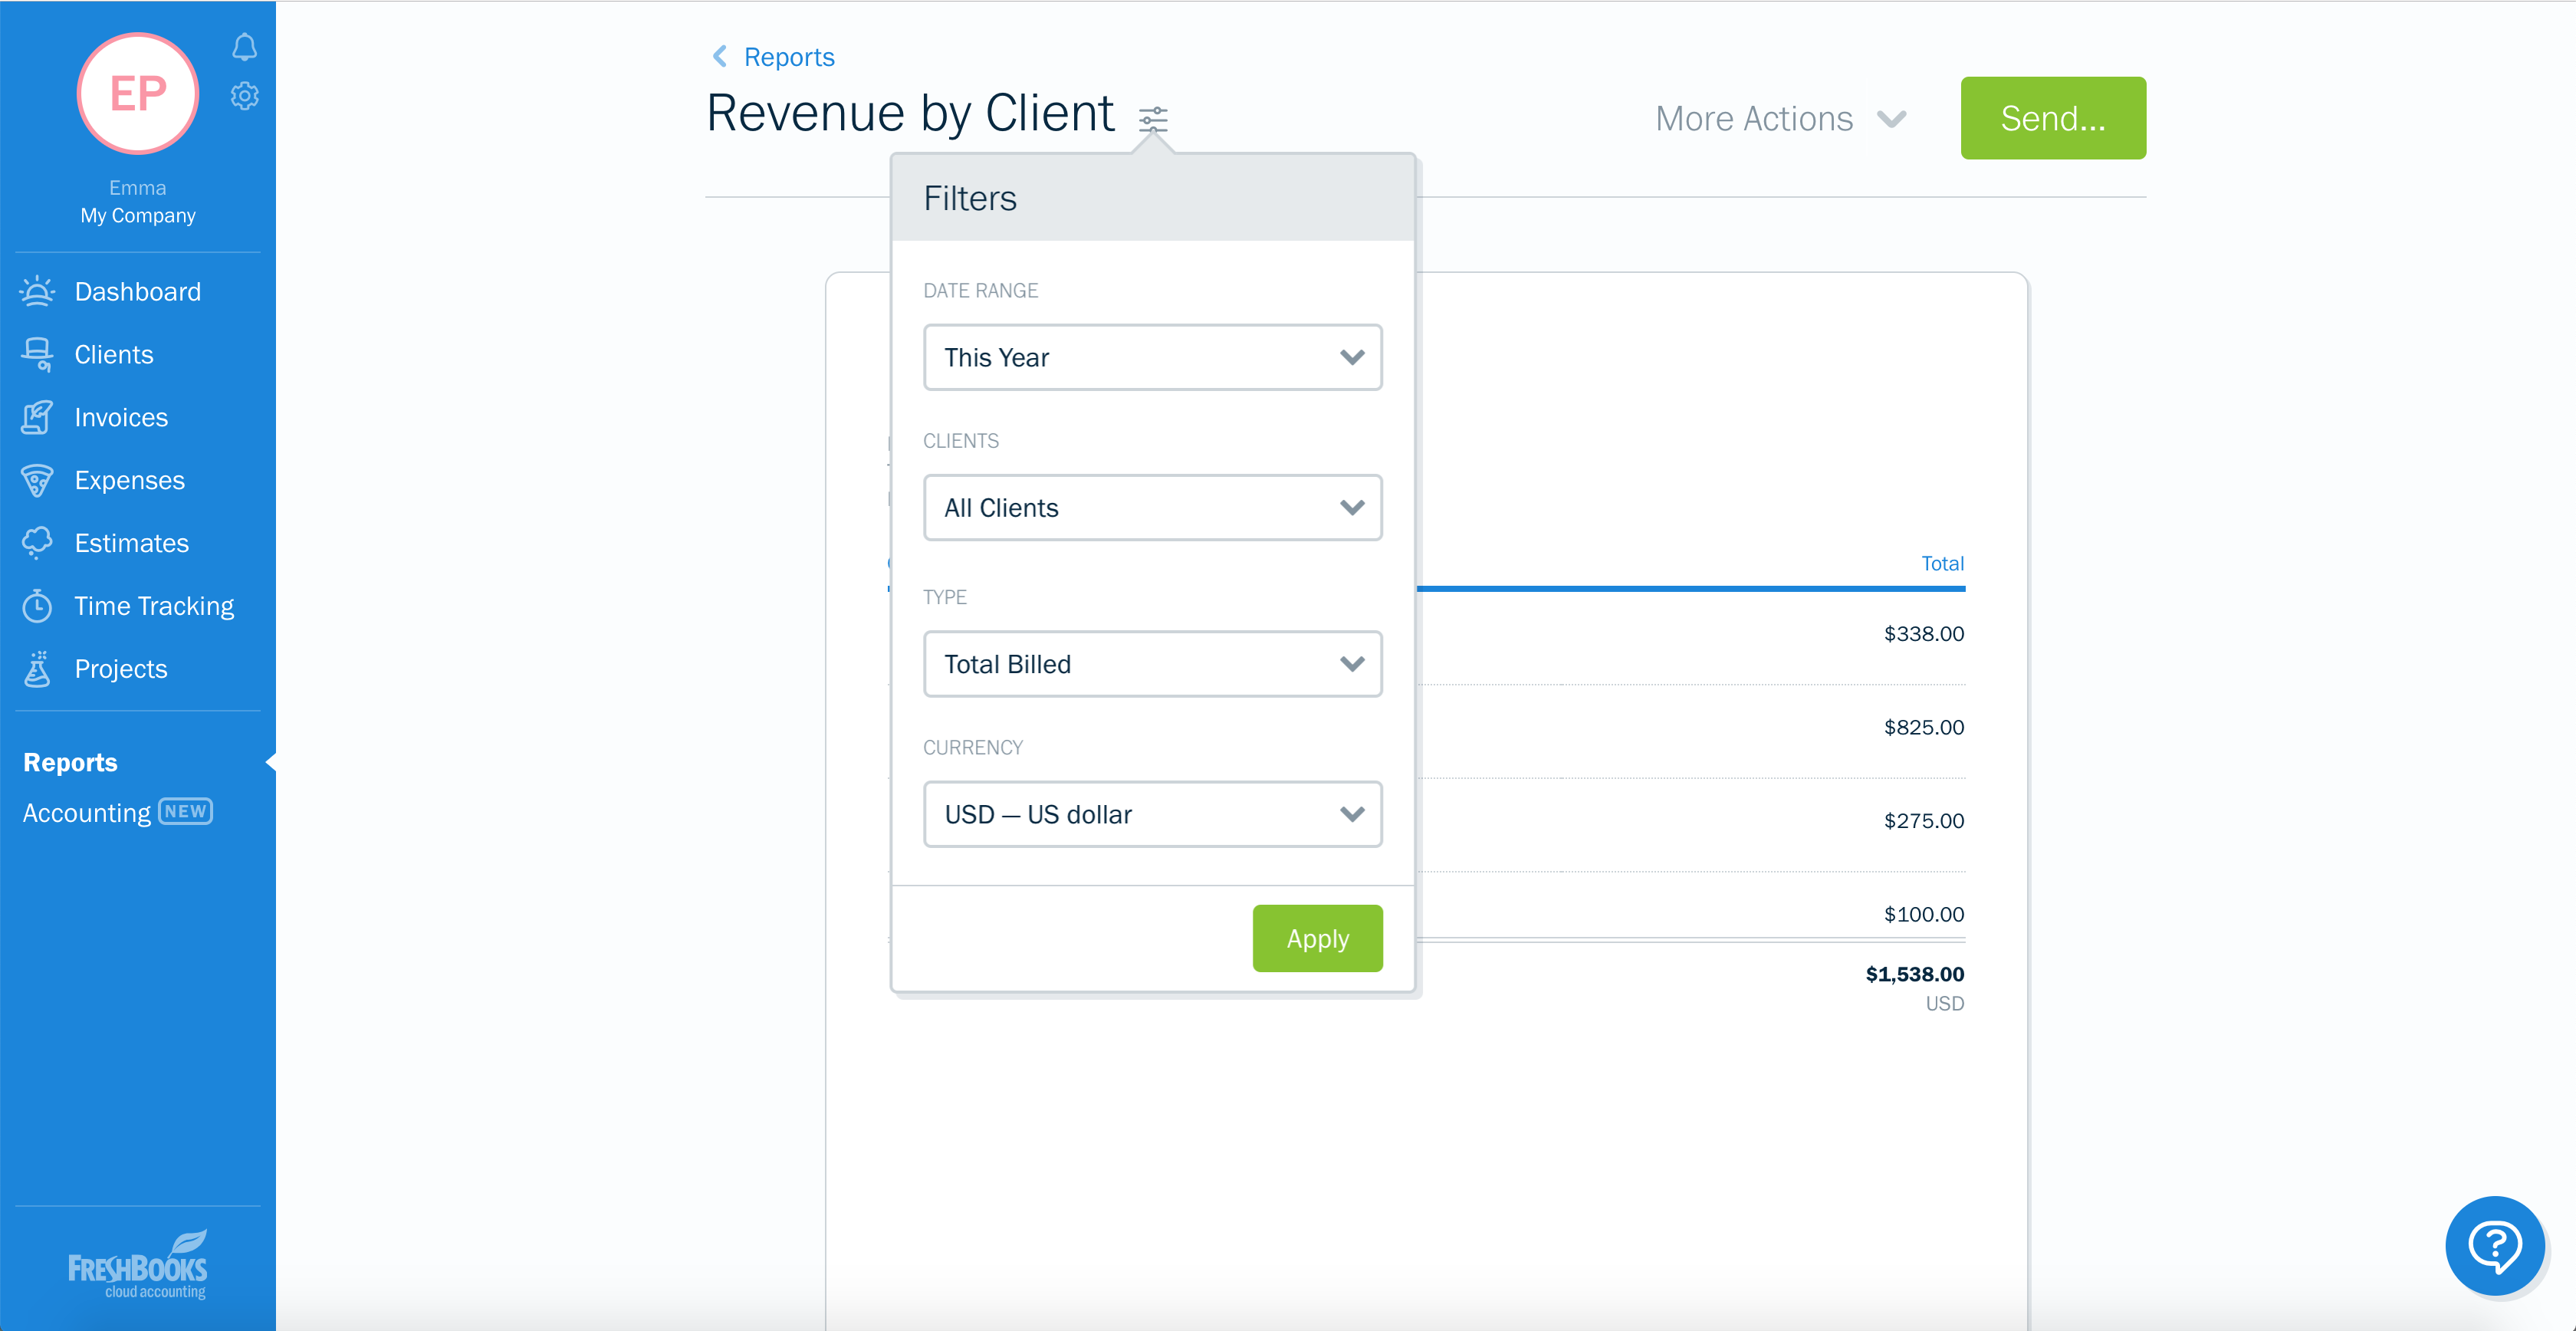 EP
Emma
My Company
Dashboard
Clients
Invoices
Expenses
Estimates
Time Tracking
Projects
Reports
Accounting NEW
FRESHBOOKS
cloud accounting
Reports
Revenue by Client
More Actions
Send...
Filters
DATE RANGE
This Year
CLIENTS
All Clients
TYPE
Total Billed
CURRENCY
USD — US dollar
Apply
Total
$338.00
$825.00
$275.00
$100.00
$1,538.00
USD
?